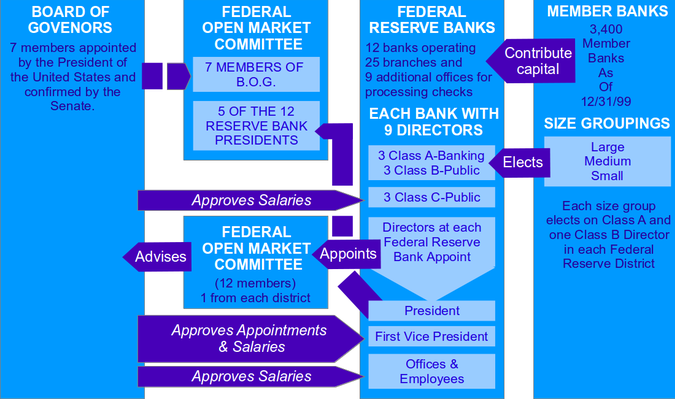 BOARD OF
GOVENORS
7 members appointed
by the President of
the United States and
confirmed by the
Senate.
FEDERAL
OPEN MARKET
COMMITTEE
7 MEMBERS OF
B.O.G.
5 OF THE 12
RESERVE BANK
PRESIDENTS
Approves Salaries
FEDERAL
OPEN MARKET
COMMITTEE
(12 members)
1 from each district
Advises
Appoints
Approves Appointments
& Salaries
Approves Salaries
FEDERAL
RESERVE BANKS
12 banks operating
25 branches and
9 additional offices for
processing checks
EACH BANK WITH
9 DIRECTORS
3 Class A-Banking
3 Class B-Public
3 Class C-Public
Directors at each
Federal Reserve
Bank Appoint
President
First Vice President
Offices &
Employees
Contribute
capital
Elects
MEMBER BANKS
3,400
Member
Banks
As
Of
12/31/99
SIZE GROUPINGS
Large
Medium
Small
Each size group
elects on Class A and
one Class B Director
in each Federal
Reserve District